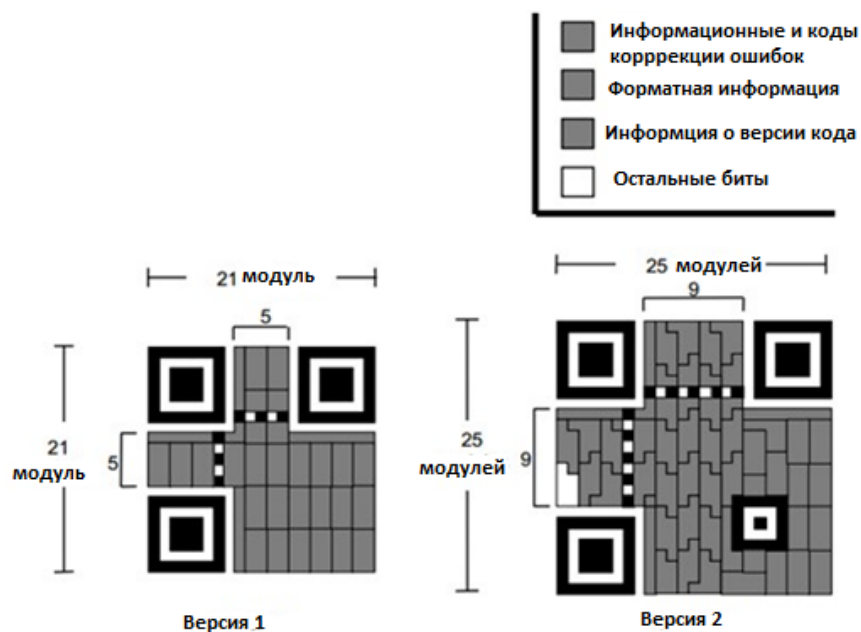 Информационные и коды
корррекции ошибок
Форматная информация
Информция о версии кода
Остальные биты
21 модуль
5
21
модуль
5
Версия 1
25 модулей
9
25
модулей
9
Версия 2